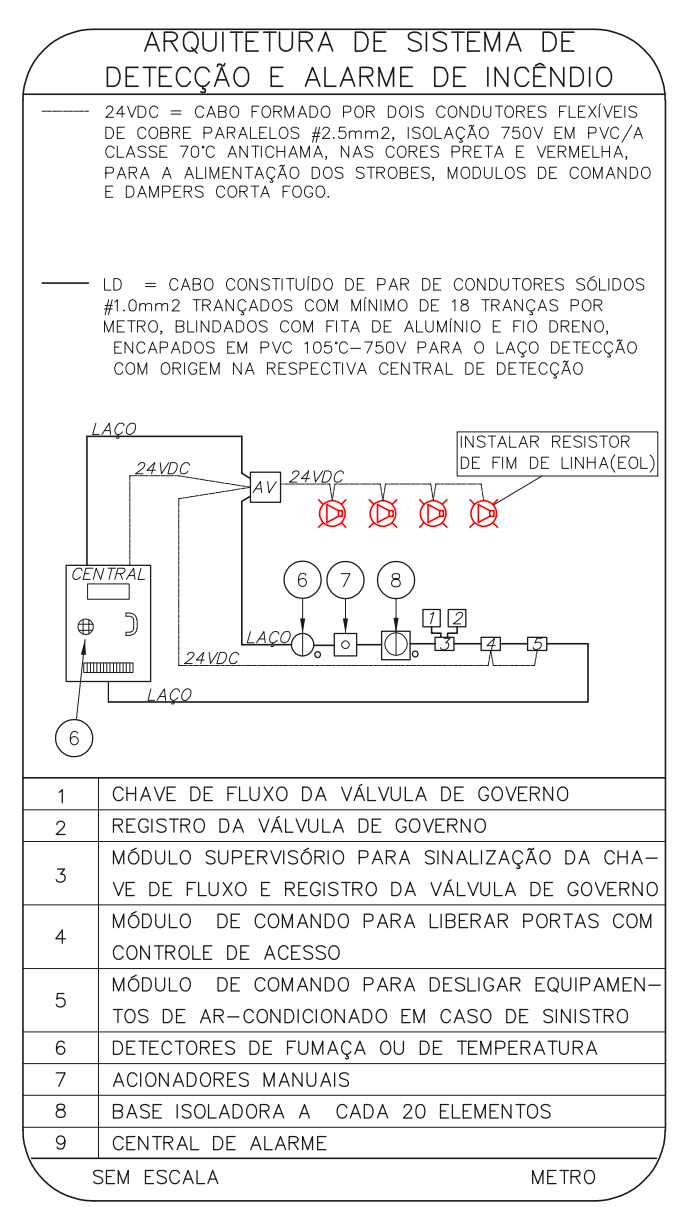 ARQUITETURA DE SISTEMA DE
DETECÇÃO E ALARME DE INCÊNDIO
24VDC = CABO FORMADO POR DOIS CONDUTORES FLEXÍVEIS
DE COBRE PARALELOS #2.5mm2, ISOLAÇÃO 750V EM PVC/A
CLASSE 70°C ANTICHAMA, NAS CORES PRETA E VERMELHA,
PARA A ALIMENTAÇÃO DOS STROBES, MODULOS DE COMANDO
E DAMPERS CORTA FOGO.
LD = CABO CONSTITUÍDO DE PAR DE CONDUTORES SÓLIDOS
#1.0mm2 TRANÇADOS COM MÍNIMO DE 18 TRANÇAS POR
METRO, BLINDADOS COM FITA DE ALUMÍNIO E FIO DRENO,
ENCAPADOS EM PVC 105°C-750V PARA O LAÇO DETECÇÃO
COM ORIGEM NA RESPECTIVA CENTRAL DE DETECÇÃO
LAÇO
INSTALAR RESISTOR
DE FIM DE LINHA(EOL)
24VDC
24VDC
AV
CENTRAL
6
7
8
1
2
LAÇO
3
4
5
24VDC
LAÇO
6
1 CHAVE DE FLUXO DA VÁLVULA DE GOVERNO
2 REGISTRO DA VÁLVULA DE GOVERNO
3 MÓDULO SUPERVISÓRIO PARA SINALIZAÇÃO DA CHA-
VE DE FLUXO E REGISTRO DA VÁLVULA DE GOVERNO
4 MÓDULO DE COMANDO PARA LIBERAR PORTAS COM
CONTROLE DE ACESSO
5 MÓDULO DE COMANDO PARA DESLIGAR EQUIPAMEN-
TOS DE AR-CONDICIONADO EM CASO DE SINISTRO
6 DETECTORES DE FUMAÇA OU DE TEMPERATURA
7 ACIONADORES MANUAIS
8 BASE ISOLADORA A CADA 20 ELEMENTOS
9 CENTRAL DE ALARME
SEM ESCALA METRO